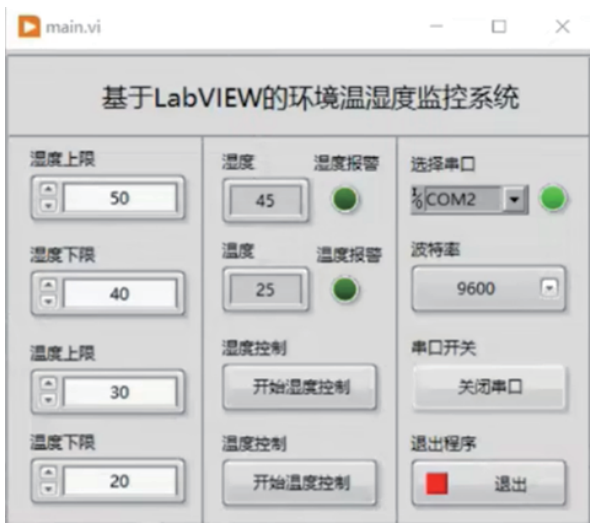 main.vi
基于LabVIEW的环境温湿度监控系统
湿度上限
50
湿度下限
40
温度上限
30
温度下限
20
湿度 湿度报警
45
温度 温度报警
25
湿度控制
开始湿度控制
温度控制
开始温度控制
选择串口
COM2
波特率
9600
串口开关
关闭串口
退出程序
退出